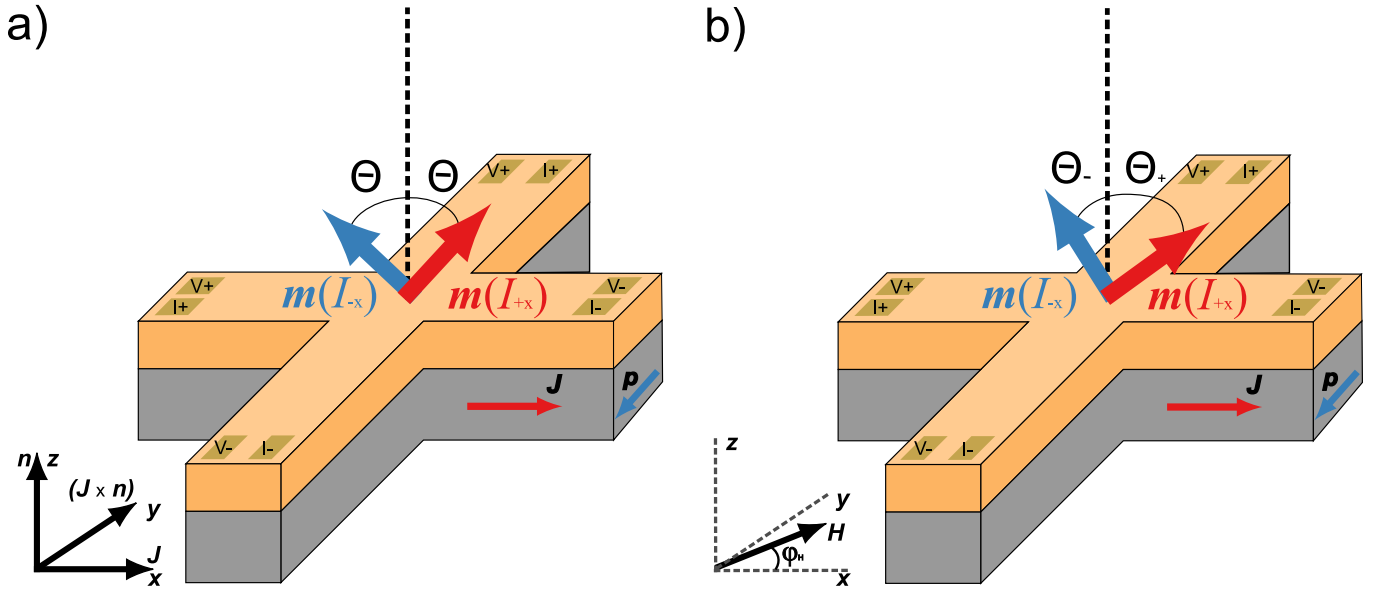 a)
Θ Θ
V+ I+
V+
I+
m(I-x) m(I+x)
V-
I-
J
p
V- I-
n z
(J x n)
y
J
x
b)
Θ- Θ+
V+ I+
V+
I+
m(I-x) m(I+x)
V-
I-
J
p
V- I-
z
y
H
φH
x